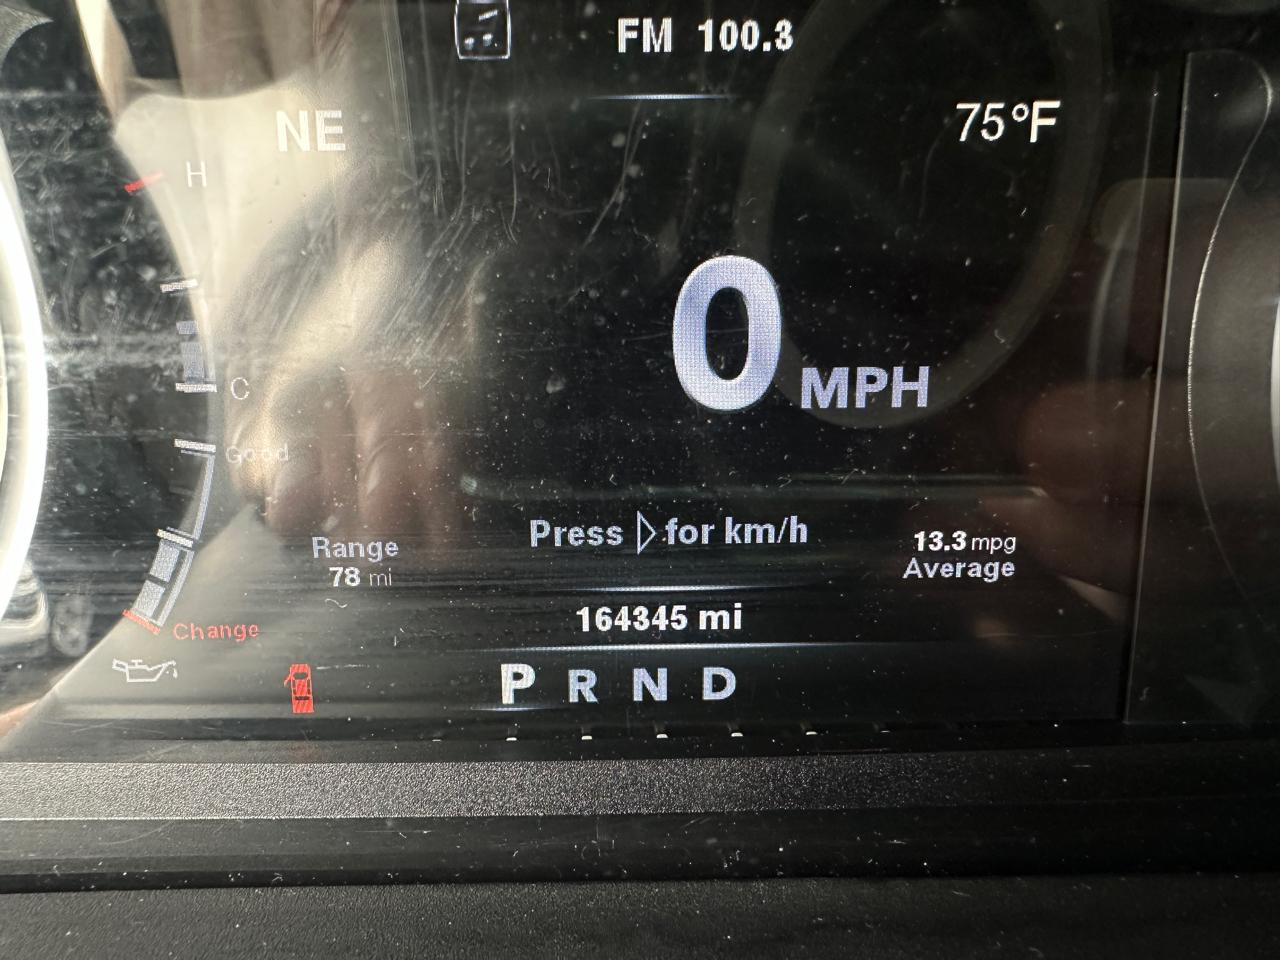 FM 100.3
NE
75°F
H
0 MPH
C
Good
Press ▷ for km/h
Range
78 mi
13.3 mpg
Average
164345 mi
Change
P R N D